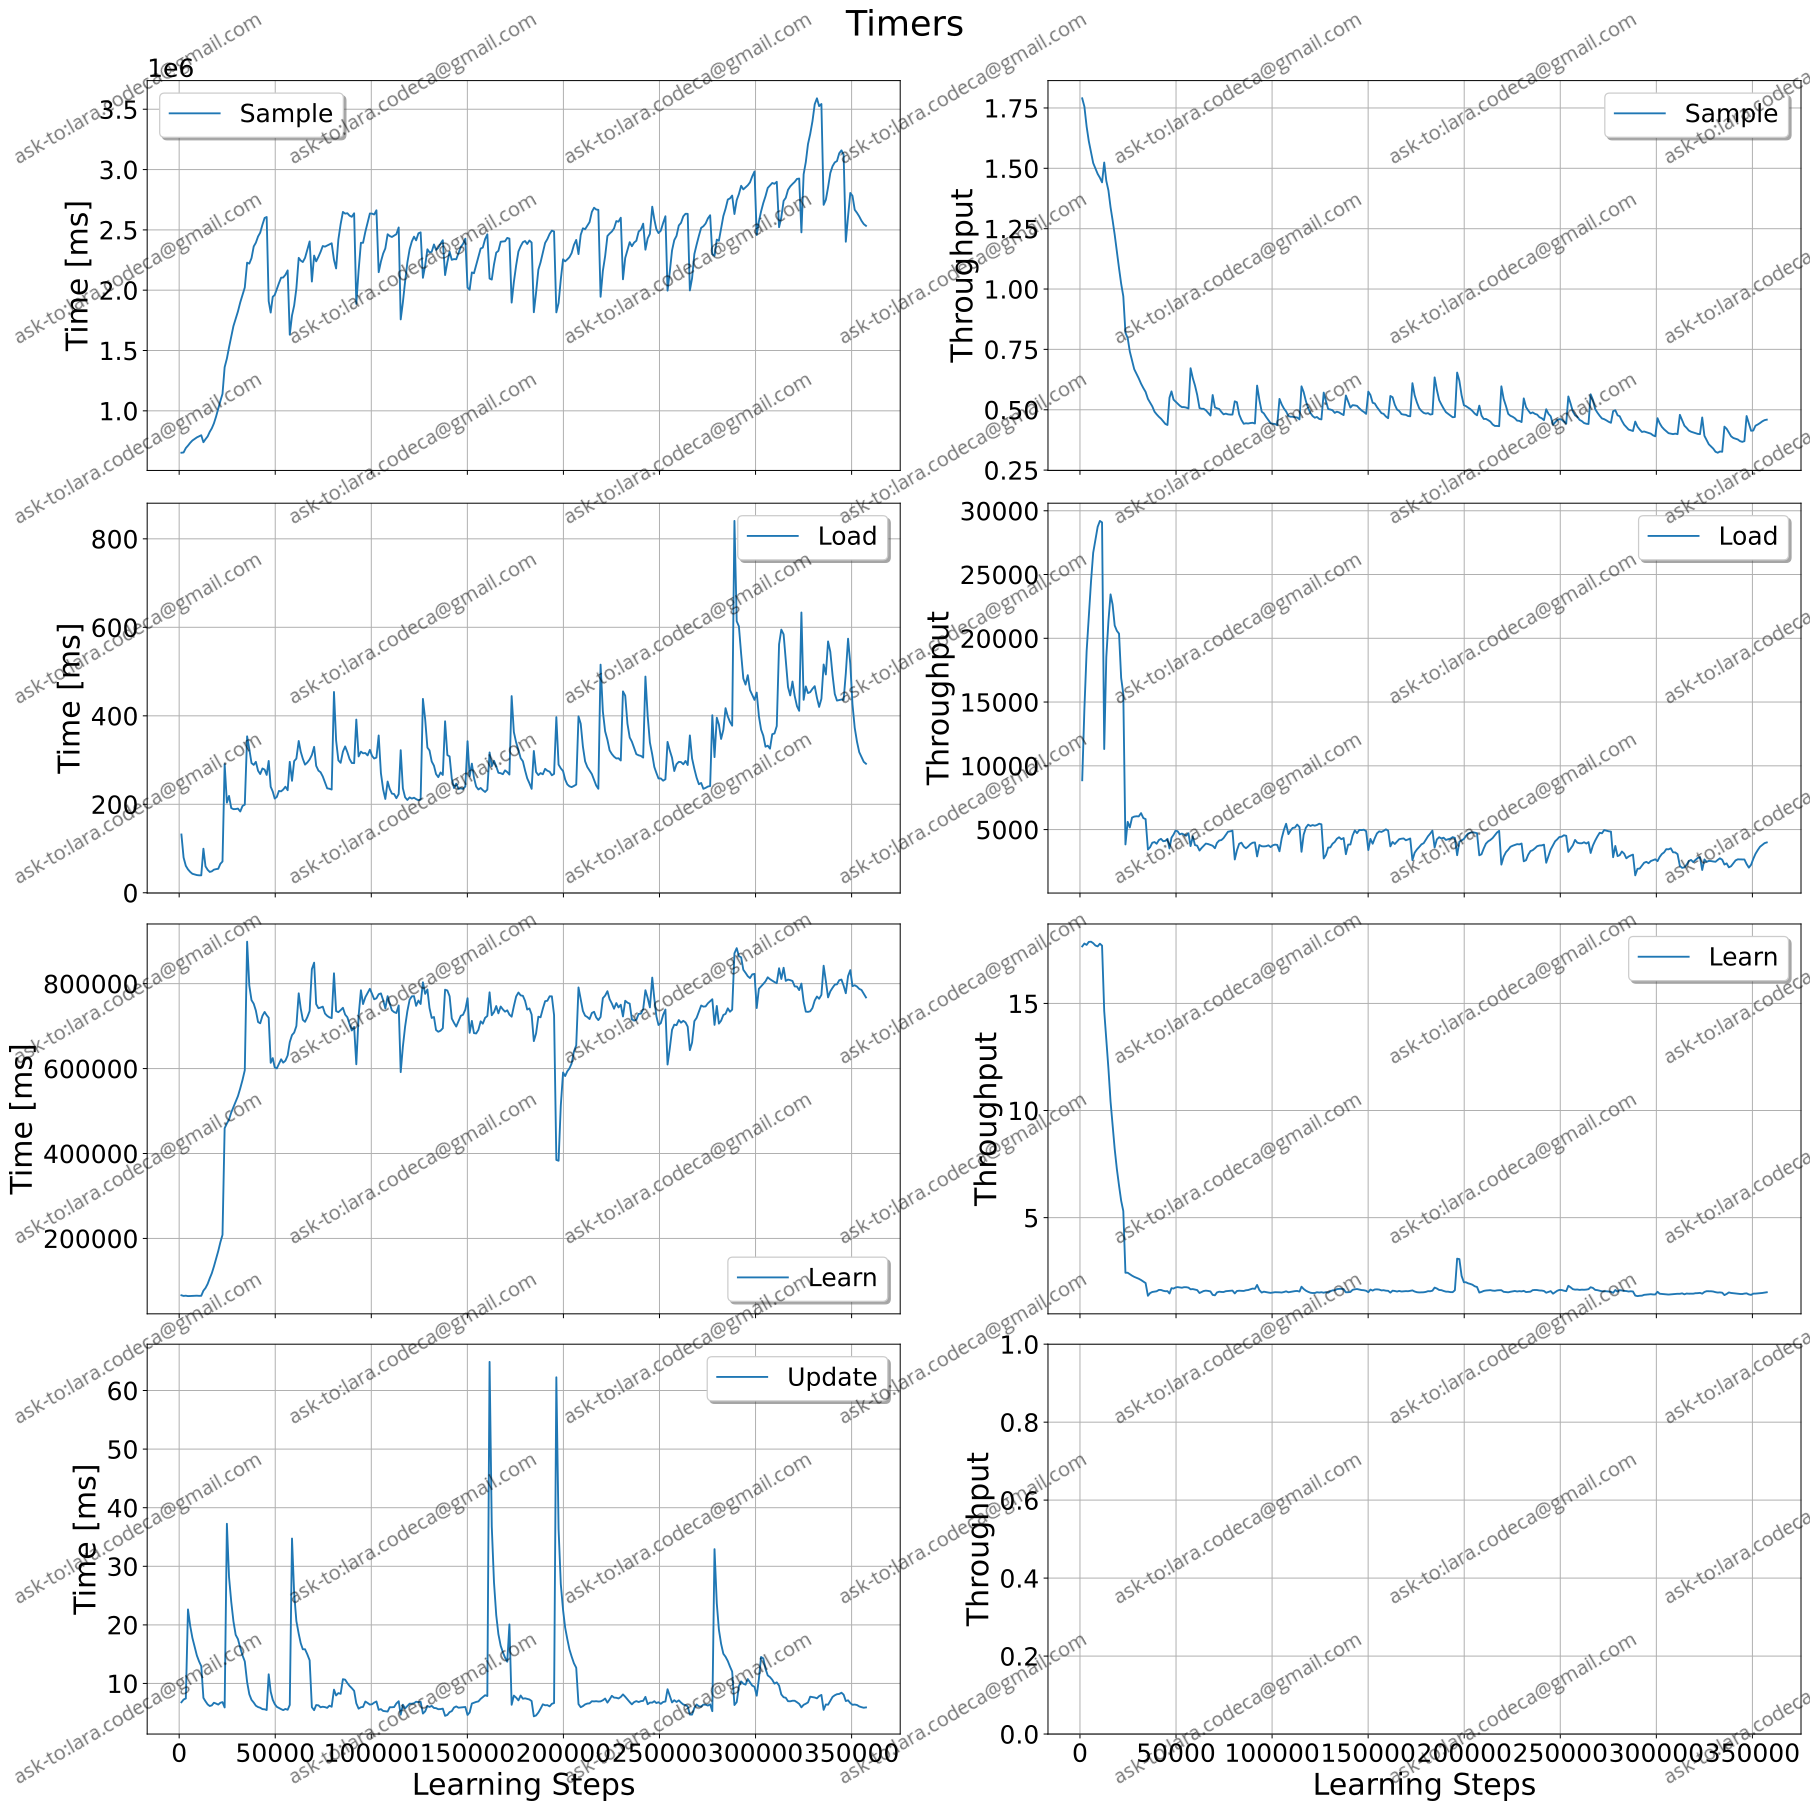 Timers
1e6
3.5
3.0
2.5
2.0
1.5
1.0
Time [ms]
Sample
1.75
1.50
1.25
1.00
0.75
0.50
0.25
Throughput
Sample
800
600
400
200
0
Time [ms]
Load
30000
25000
20000
15000
10000
5000
Throughput
Load
800000
600000
400000
200000
Time [ms]
Learn
15
10
5
Throughput
Learn
60
50
40
30
20
10
Time [ms]
Update
0 50000 100000 150000 200000 250000 300000 350000
Learning Steps
1.0
0.8
0.6
0.4
0.2
0.0
Throughput
0 50000 100000 150000 200000 250000 300000 350000
Learning Steps
ask-to:lara.codeca@gmail.com